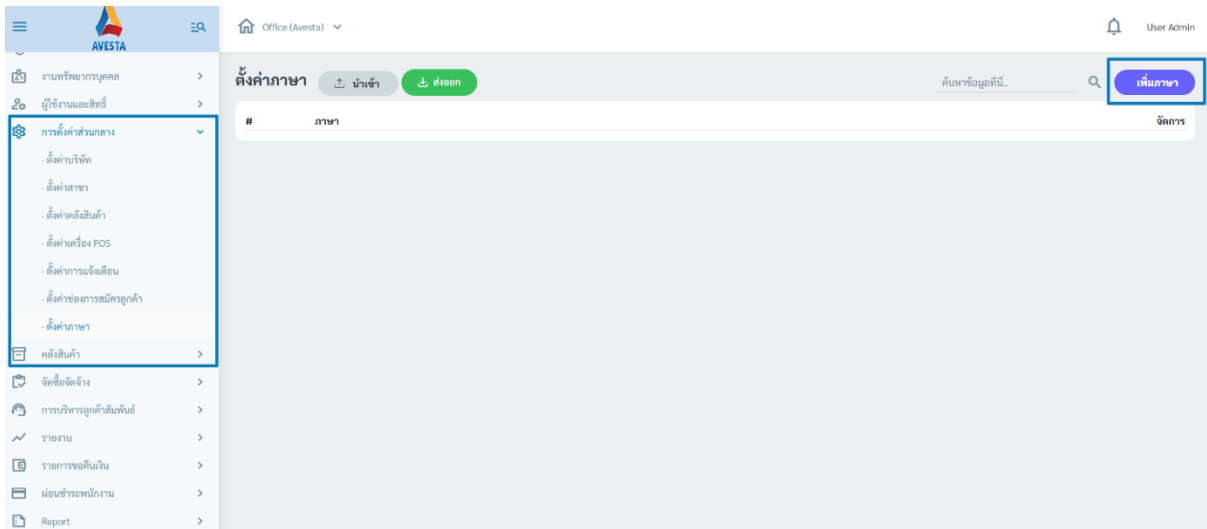 AVESTA
Office (Avesta)
User Admin
งานทรัพยากรบุคคล
ผู้ใช้งานและสิทธิ์
การตั้งค่าส่วนกลาง
· ตั้งค่าบริษัท
· ตั้งค่าสาขา
· ตั้งค่าคลังสินค้า
· ตั้งค่าเครื่อง POS
· ตั้งค่าการแจ้งเตือน
· ตั้งค่าช่องการสมัครลูกค้า
· ตั้งค่าภาษา
คลังสินค้า
จัดซื้อจัดจ้าง
การบริหารลูกค้าสัมพันธ์
รายงาน
รายการขอคืนเงิน
ผ่อนชำระพนักงาน
Report
ตั้งค่าภาษา นำเข้า ส่งออก ค้นหาข้อมูลที่นี่.. เพิ่มภาษา
# ภาษา จัดการ